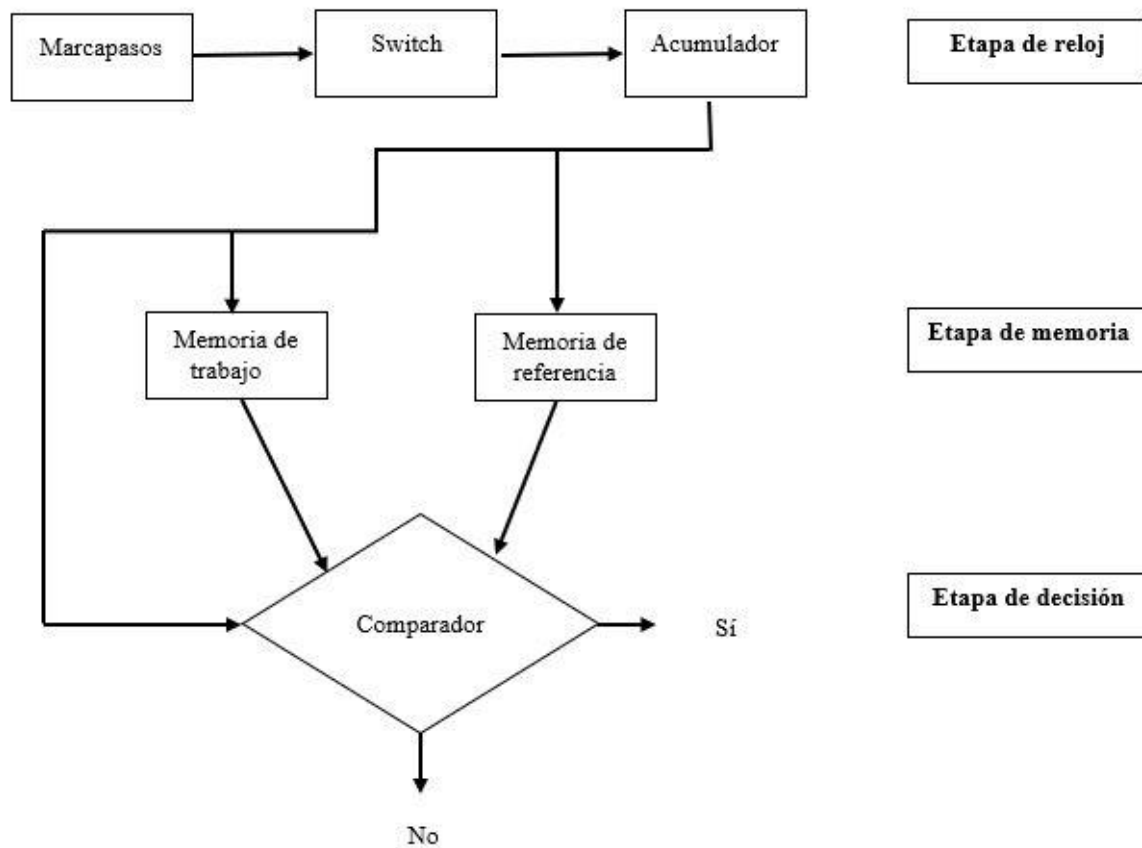 Marcapasos
Switch
Acumulador
Etapa de reloj
Memoria de
trabajo
Memoria de
referencia
Etapa de memoria
Comparador
Sí
Etapa de decisión
No